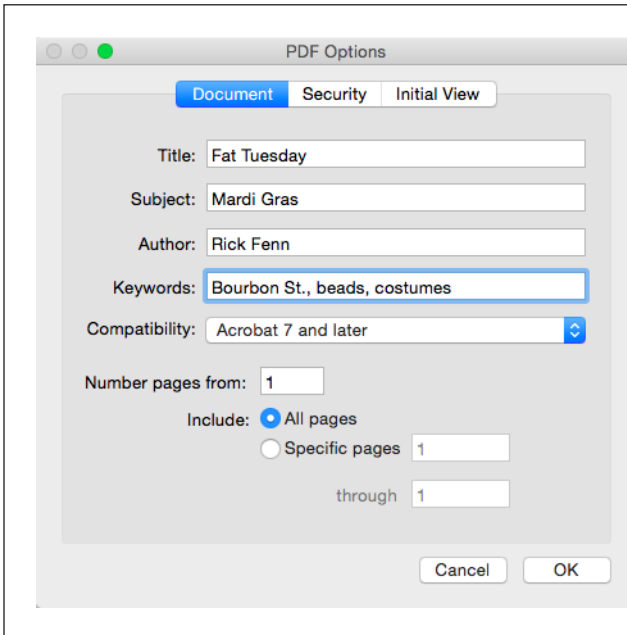 PDF Options
Document Security Initial View
Title: Fat Tuesday
Subject: Mardi Gras
Author: Rick Fenn
Keywords: Bourbon St., beads, costumes
Compatibility: Acrobat 7 and later
Number pages from: 1
Include: All pages
Specific pages 1
through 1
Cancel OK